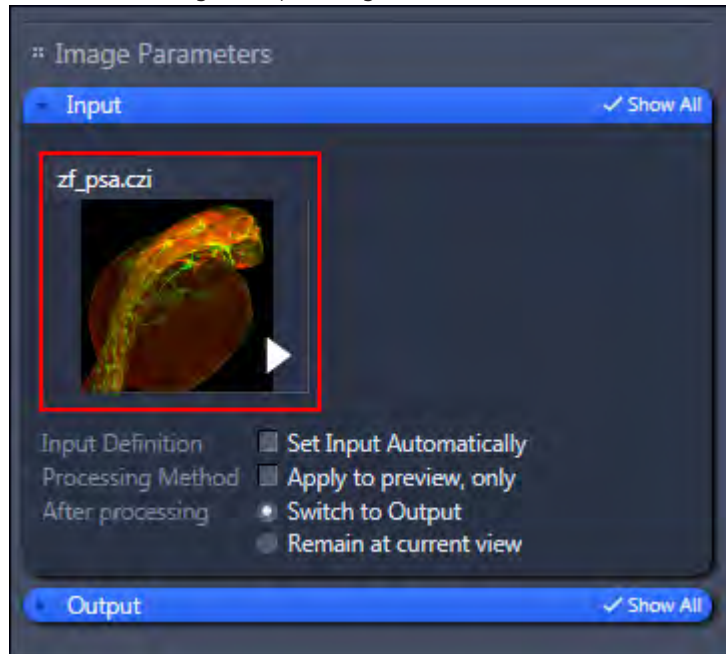 Image Parameters
Input Show All
zf_psa.czi
Input Definition Set Input Automatically
Processing Method Apply to preview, only
After processing Switch to Output
Remain at current view
Output Show All